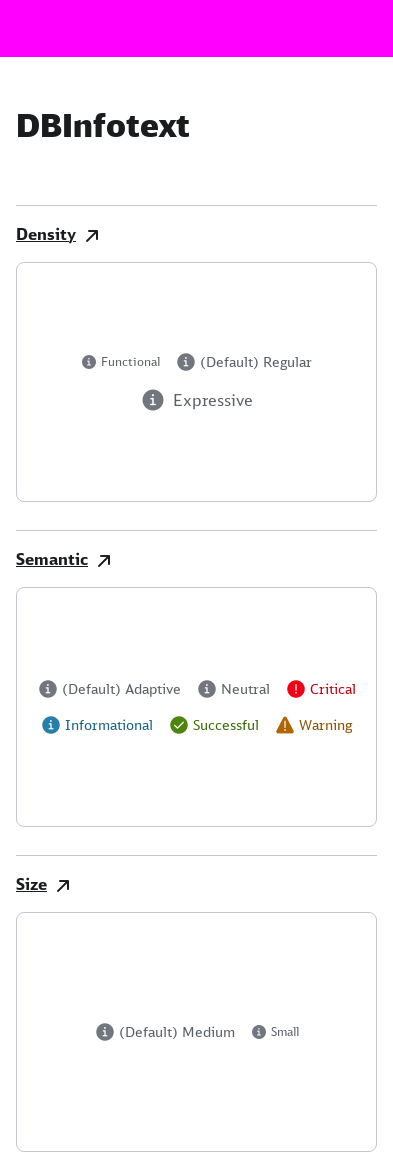 DBInfotext
Density
Functional (Default) Regular
Expressive
Semantic
(Default) Adaptive Neutral Critical
Informational Successful Warning
Size
(Default) Medium Small